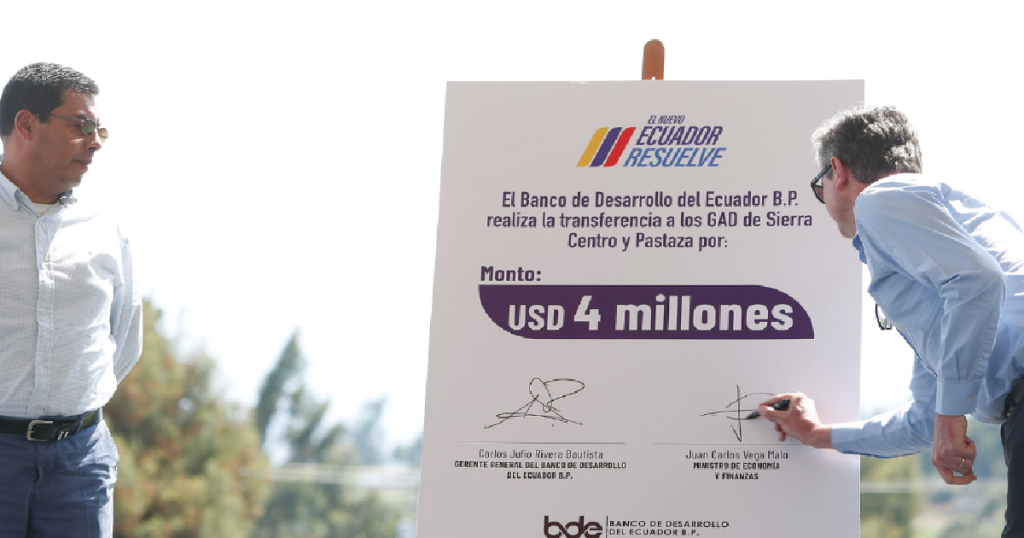 EL NUEVO
ECUADOR
RESUELVE
El Banco de Desarrollo del Ecuador B.P.
realiza la transferencia a los GAD de Sierra
Centro y Pastaza por:
Monto:
USD 4 millones
Carlos Julio Rivera Bautista
GERENTE GENERAL DEL BANCO DE DESARROLLO
DEL ECUADOR B.P.
Juan Carlos Vega Malo
MINISTRO DE ECONOMÍA
Y FINANZAS
bde BANCO DE DESARROLLO
DEL ECUADOR B.P.